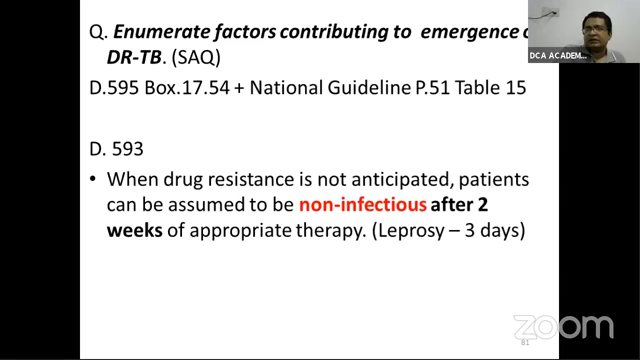 Q. Enumerate factors contributing to emergence
DR-TB. (SAQ)
D.595 Box.17.54 + National Guideline P.51 Table 15
D. 593
• When drug resistance is not anticipated, patients
can be assumed to be non-infectious after 2
weeks of appropriate therapy. (Leprosy – 3 days)
DCA ACADEM...
zoom
81